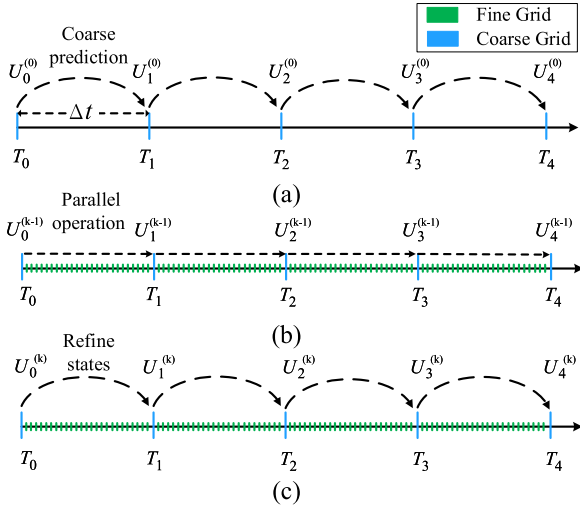 Coarse
prediction
Fine Grid
Coarse Grid
U₀⁽⁰⁾ U₁⁽⁰⁾ U₂⁽⁰⁾ U₃⁽⁰⁾ U₄⁽⁰⁾
Δt
T₀ T₁ T₂ T₃ T₄
(a)
Parallel
operation
U₀⁽ᵏ⁻¹⁾ U₁⁽ᵏ⁻¹⁾ U₂⁽ᵏ⁻¹⁾ U₃⁽ᵏ⁻¹⁾ U₄⁽ᵏ⁻¹⁾
T₀ T₁ T₂ T₃ T₄
(b)
Refine
states
U₀⁽ᵏ⁾ U₁⁽ᵏ⁾ U₂⁽ᵏ⁾ U₃⁽ᵏ⁾ U₄⁽ᵏ⁾
T₀ T₁ T₂ T₃ T₄
(c)